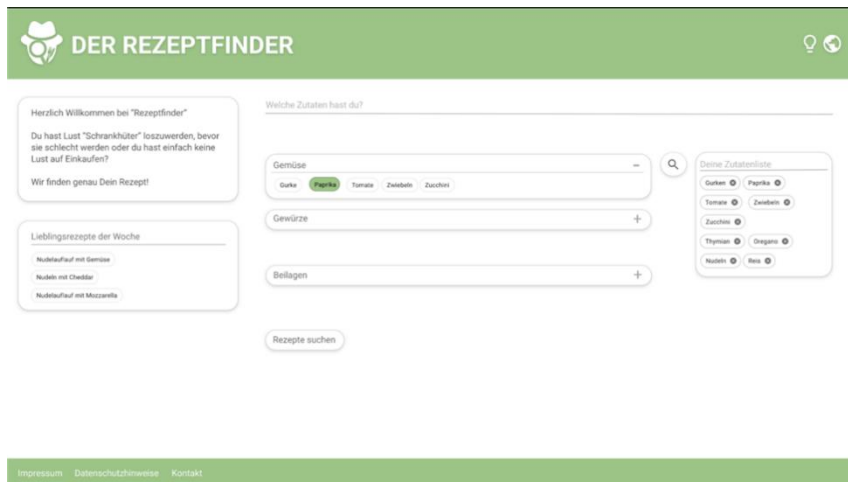 DER REZEPTFINDER
Herzlich Willkommen bei "Rezeptfinder"
Du hast Lust "Schrankhüter" loszuwerden, bevor
sie schlecht werden oder du hast einfach keine
Lust auf Einkaufen?
Wir finden genau Dein Rezept!
Lieblingsrezepte der Woche
Nudelauflauf mit Gemüse
Nudeln mit Cheddar
Nudelauflauf mit Mozzarella
Welche Zutaten hast du?
Gemüse
Gurke Paprika Tomate Zwiebeln Zucchini
Gewürze
Beilagen
Rezepte suchen
Deine Zutatenliste
Gurken Paprika
Tomate Zwiebeln
Zucchini
Thymian Oregano
Nudeln Reis
Impressum Datenschutzhinweise Kontakt